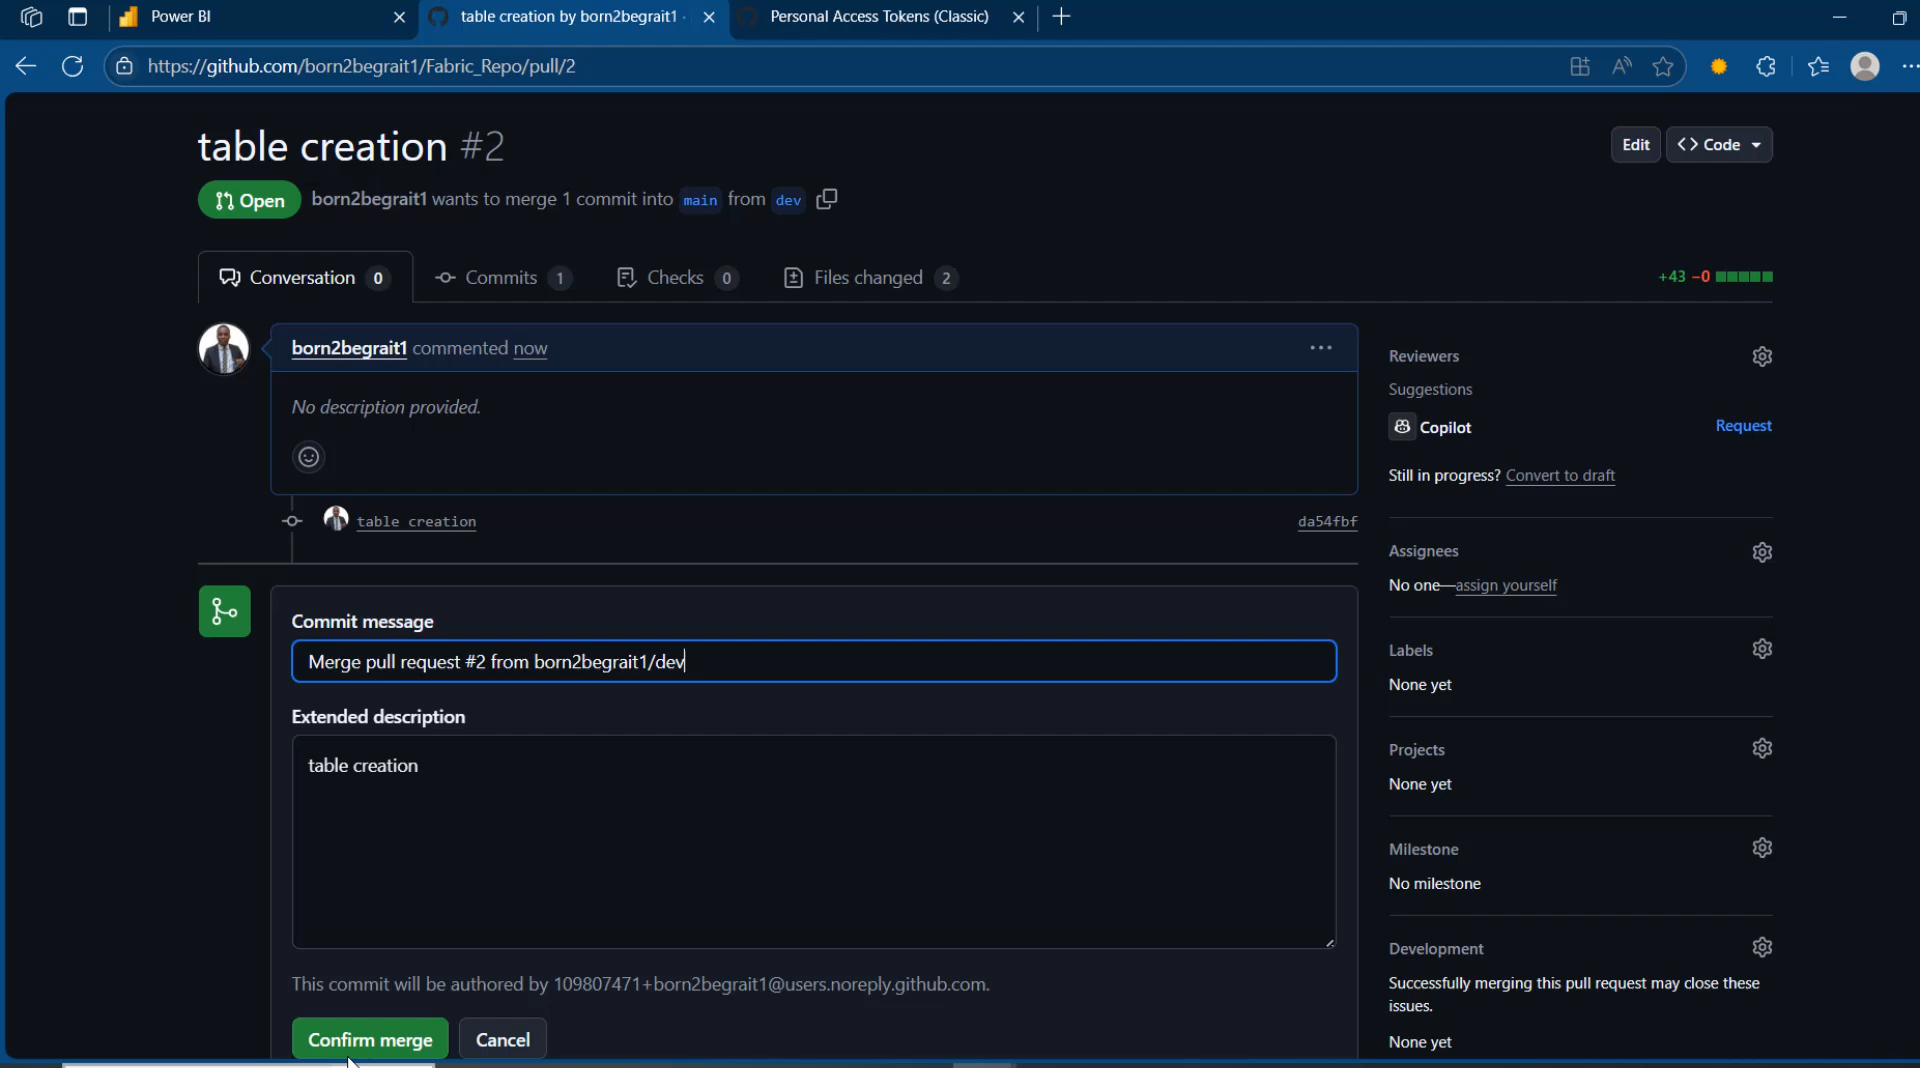 Power BI
table creation by born2begrait1 ·
Personal Access Tokens (Classic)
https://github.com/born2begrait1/Fabric_Repo/pull/2
table creation #2
Edit
<> Code
Open
born2begrait1 wants to merge 1 commit into main from dev
Conversation 0
Commits 1
Checks 0
Files changed 2
+43 −0
born2begrait1 commented now
No description provided.
table creation
da54fbf
Commit message
Merge pull request #2 from born2begrait1/dev
Extended description
table creation
This commit will be authored by 109807471+born2begrait1@users.noreply.github.com.
Confirm merge
Cancel
Reviewers
Suggestions
Copilot
Request
Still in progress? Convert to draft
Assignees
No one—assign yourself
Labels
None yet
Projects
None yet
Milestone
No milestone
Development
Successfully merging this pull request may close these
issues.
None yet